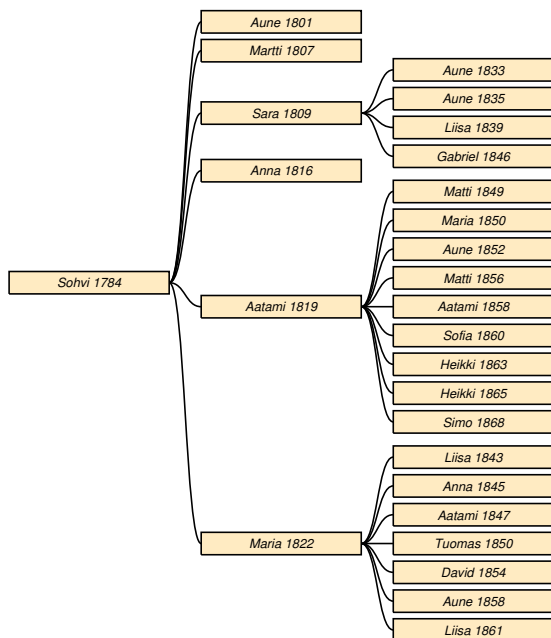 Sohvi 1784
Aune 1801
Martti 1807
Sara 1809
Aune 1833
Aune 1835
Liisa 1839
Gabriel 1846
Anna 1816
Aatami 1819
Matti 1849
Maria 1850
Aune 1852
Matti 1856
Aatami 1858
Sofia 1860
Heikki 1863
Heikki 1865
Simo 1868
Maria 1822
Liisa 1843
Anna 1845
Aatami 1847
Tuomas 1850
David 1854
Aune 1858
Liisa 1861